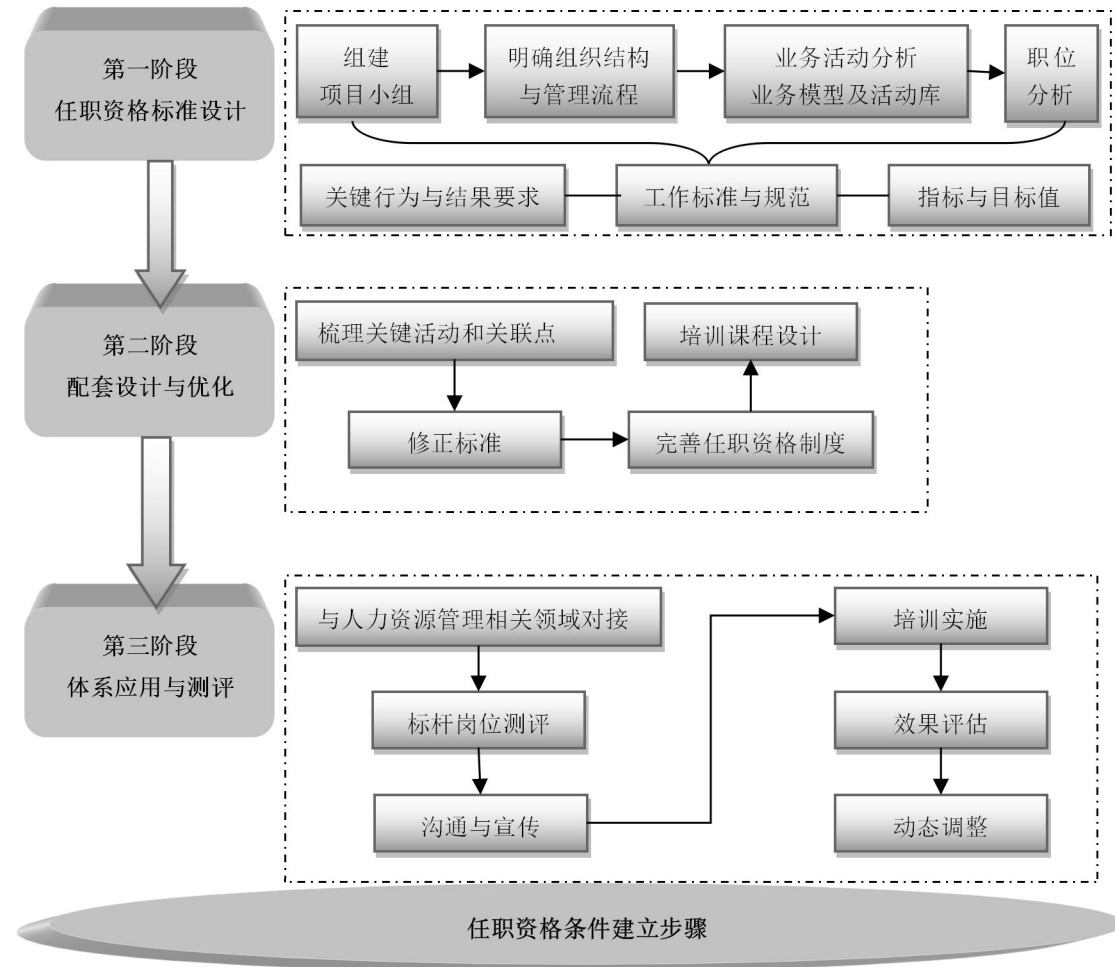 第一阶段
任职资格标准设计
组建
项目小组
明确组织结构
与管理流程
业务活动分析
业务模型及活动库
职位
分析
关键行为与结果要求
工作标准与规范
指标与目标值
第二阶段
配套设计与优化
梳理关键活动和关联点
培训课程设计
修正标准
完善任职资格制度
第三阶段
体系应用与测评
与人力资源管理相关领域对接
培训实施
标杆岗位测评
效果评估
沟通与宣传
动态调整
任职资格条件建立步骤